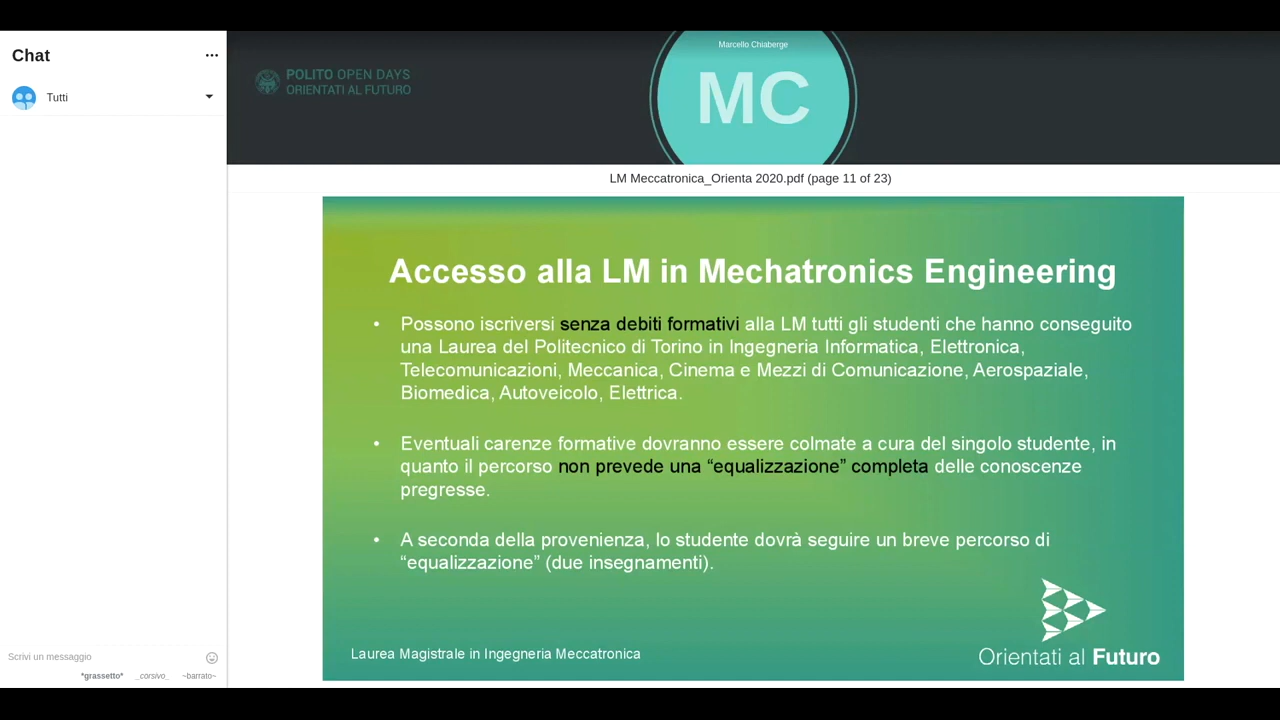 Chat
Tutti
Scrivi un messaggio
*grassetto* _corsivo_ ~barrato~
POLITO OPEN DAYS
ORIENTATI AL FUTURO
Marcello Chiaberge
MC
LM Meccatronica_Orienta 2020.pdf (page 11 of 23)
Accesso alla LM in Mechatronics Engineering
• Possono iscriversi senza debiti formativi alla LM tutti gli studenti che hanno conseguito
una Laurea del Politecnico di Torino in Ingegneria Informatica, Elettronica,
Telecomunicazioni, Meccanica, Cinema e Mezzi di Comunicazione, Aerospaziale,
Biomedica, Autoveicolo, Elettrica.
• Eventuali carenze formative dovranno essere colmate a cura del singolo studente, in
quanto il percorso non prevede una “equalizzazione” completa delle conoscenze
pregresse.
• A seconda della provenienza, lo studente dovrà seguire un breve percorso di
“equalizzazione” (due insegnamenti).
Laurea Magistrale in Ingegneria Meccatronica
Orientati al Futuro